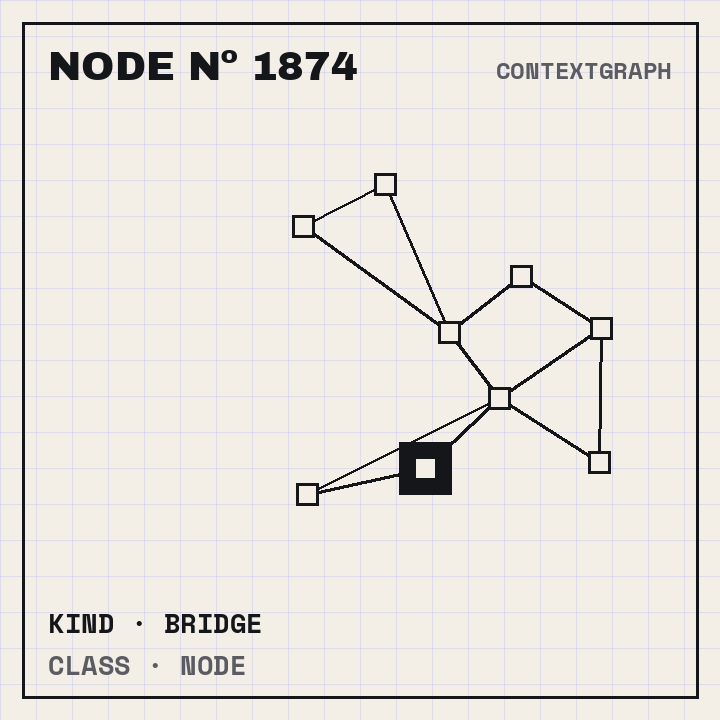 NODE Nº 1874
CONTEXTGRAPH
KIND · BRIDGE
CLASS · NODE